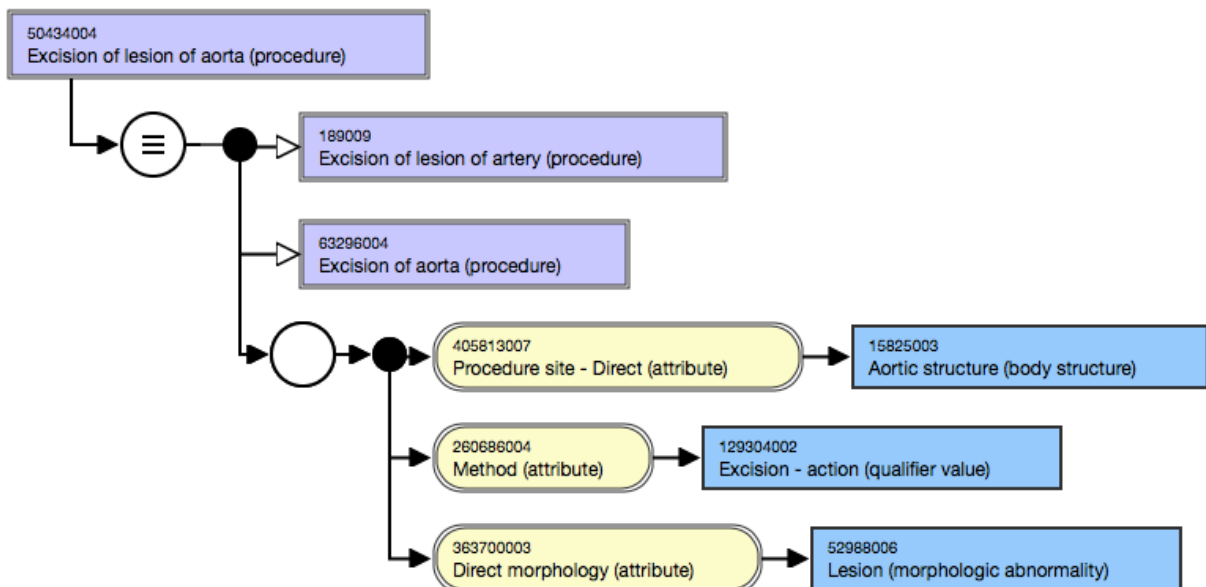 50434004
Excision of lesion of aorta (procedure)
189009
Excision of lesion of artery (procedure)
63296004
Excision of aorta (procedure)
405813007
Procedure site - Direct (attribute)
15825003
Aortic structure (body structure)
260686004
Method (attribute)
129304002
Excision - action (qualifier value)
363700003
Direct morphology (attribute)
52988006
Lesion (morphologic abnormality)